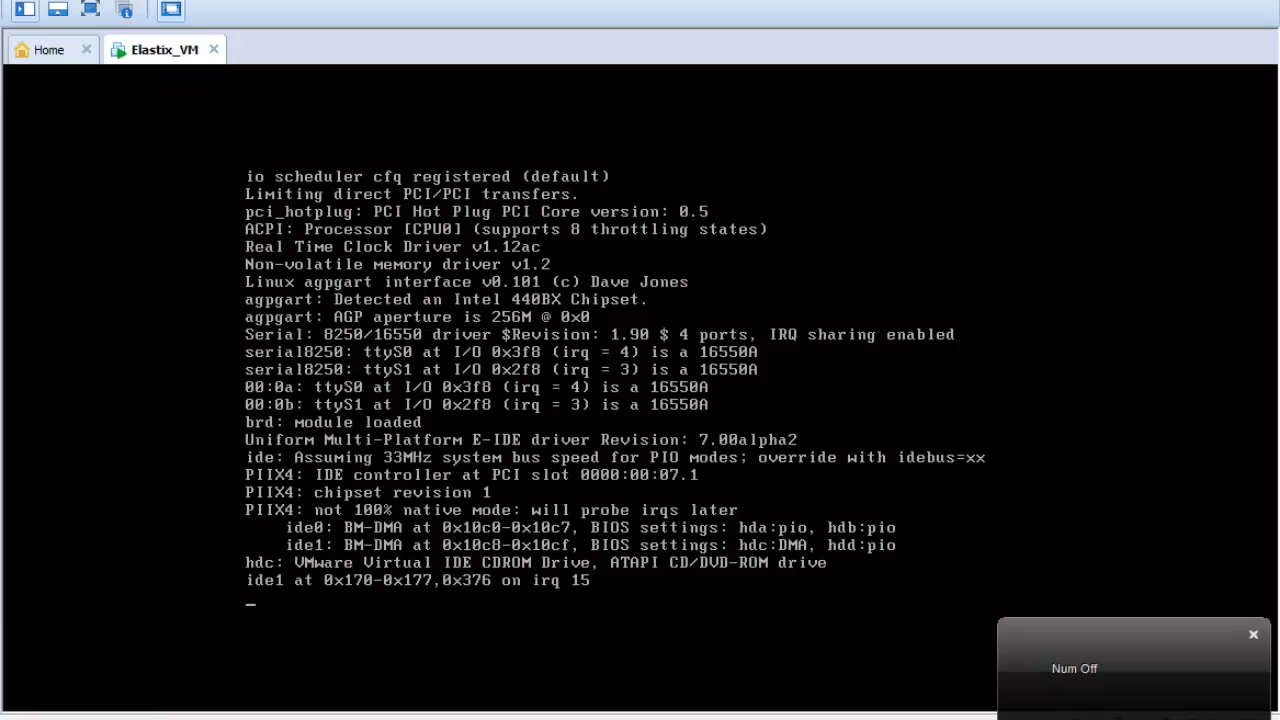 Home
Elastix_VM
io scheduler cfq registered (default)
Limiting direct PCI/PCI transfers.
pci_hotplug: PCI Hot Plug PCI Core version: 0.5
ACPI: Processor [CPU0] (supports 8 throttling states)
Real Time Clock Driver v1.12ac
Non-volatile memory driver v1.2
Linux agpgart interface v0.101 (c) Dave Jones
agpgart: Detected an Intel 440BX Chipset.
agpgart: AGP aperture is 256M @ 0x0
Serial: 8250/16550 driver $Revision: 1.90 $ 4 ports, IRQ sharing enabled
serial8250: ttyS0 at I/O 0x3f8 (irq = 4) is a 16550A
serial8250: ttyS1 at I/O 0x2f8 (irq = 3) is a 16550A
00:0a: ttyS0 at I/O 0x3f8 (irq = 4) is a 16550A
00:0b: ttyS1 at I/O 0x2f8 (irq = 3) is a 16550A
brd: module loaded
Uniform Multi-Platform E-IDE driver Revision: 7.00alpha2
ide: Assuming 33MHz system bus speed for PIO modes; override with idebus=xx
PIIX4: IDE controller at PCI slot 0000:00:07.1
PIIX4: chipset revision 1
PIIX4: not 100% native mode: will probe irqs later
ide0: BM-DMA at 0x10c0-0x10c7, BIOS settings: hda:pio, hdb:pio
ide1: BM-DMA at 0x10c8-0x10cf, BIOS settings: hdc:DMA, hdd:pio
hdc: VMware Virtual IDE CDROM Drive, ATAPI CD/DVD-ROM drive
ide1 at 0x170-0x177,0x376 on irq 15
Num Off